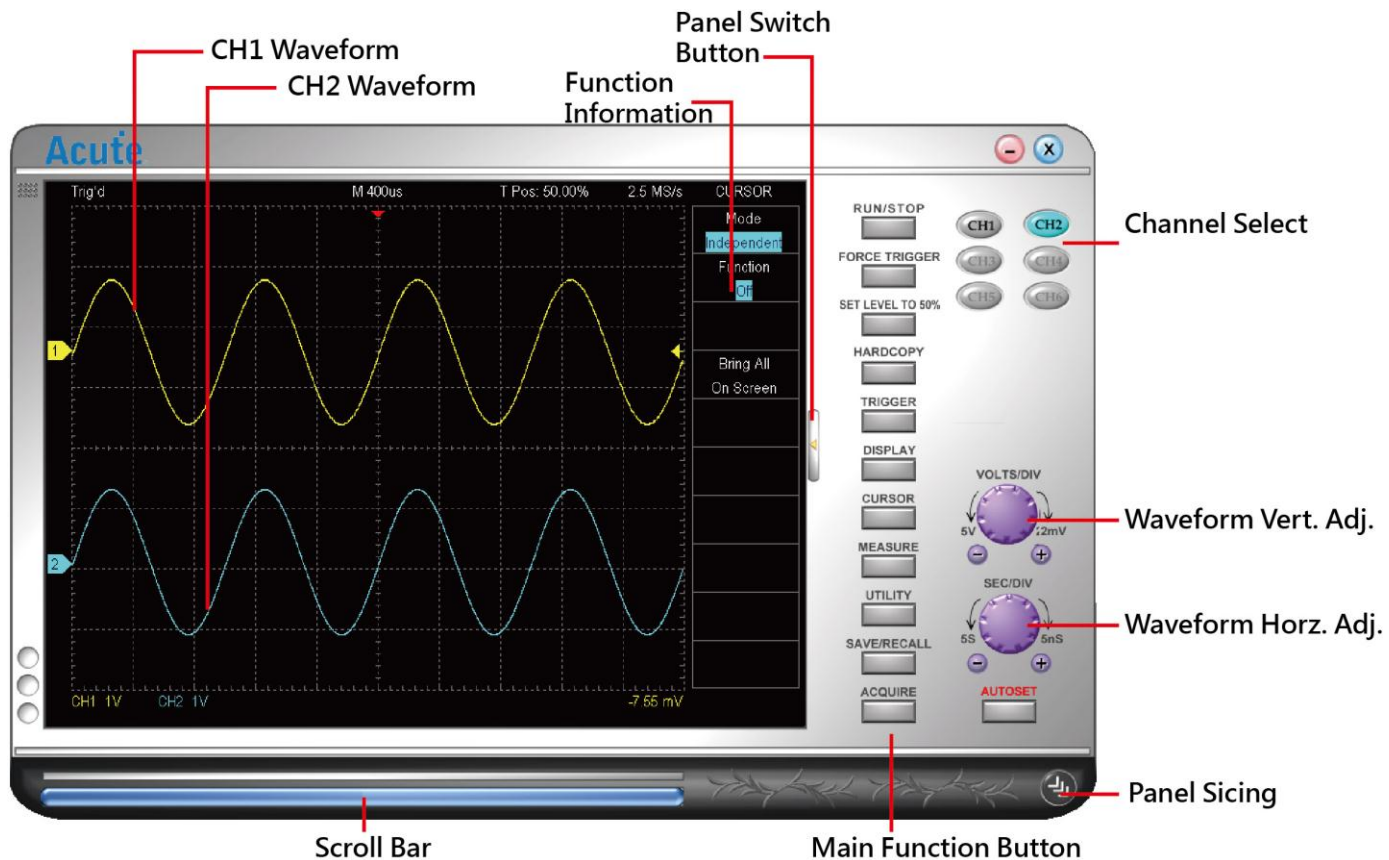 Panel Switch
Button
CH1 Waveform
CH2 Waveform
Function
Information
Acute
Trig'd M 400us T Pos: 50.00% 2.5 MS/s CURSOR
Mode
Independent
Function
Off
Bring All
On Screen
1
2
CH1 1V CH2 1V -7.55 mV
RUN/STOP
FORCE TRIGGER
SET LEVEL TO 50%
HARDCOPY
TRIGGER
DISPLAY
CURSOR
MEASURE
UTILITY
SAVE/RECALL
ACQUIRE
CH1 CH2
CH3 CH4
CH5 CH6
Channel Select
VOLTS/DIV
5V 2mV
Waveform Vert. Adj.
SEC/DIV
5S 5nS
Waveform Horz. Adj.
AUTOSET
Panel Sicing
Scroll Bar
Main Function Button